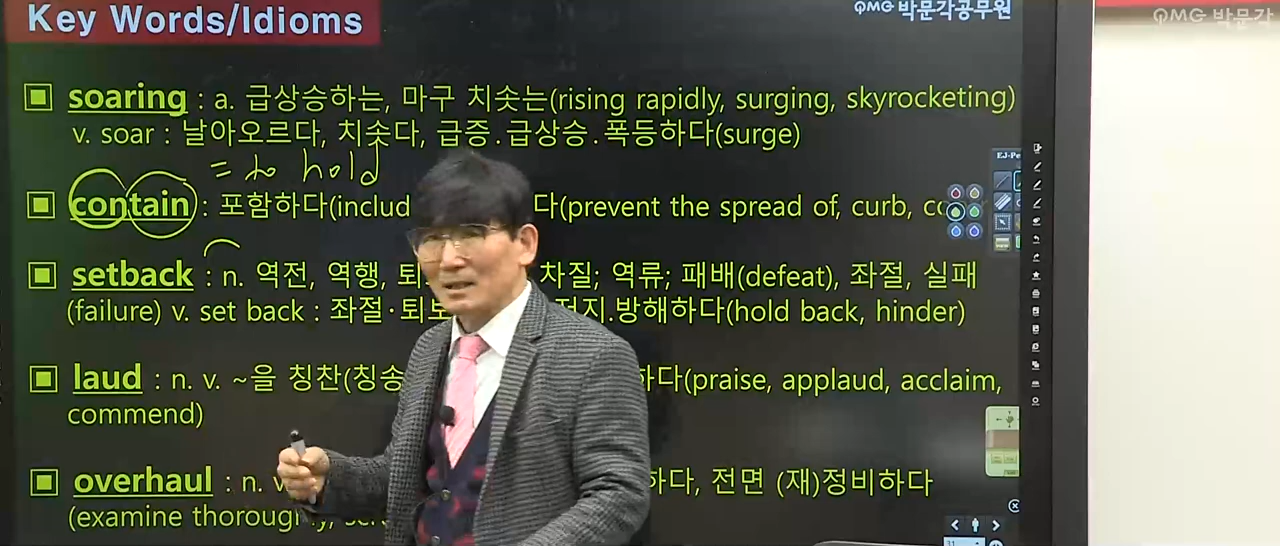 Key Words/Idioms
PMG 박문각공무원
PMG 박문각
▣ soaring : a. 급상승하는, 마구 치솟는(rising rapidly, surging, skyrocketing)
v. soar : 날아오르다, 치솟다, 급증.급상승.폭등하다(surge)
= to hold
▣ contain : 포함하다(includ 다(prevent the spread of, curb,
▣ setback : n. 역전, 역행, 차질; 역류; 패배(defeat), 좌절, 실패
(failure) v. set back : 좌절·퇴보 정지.방해하다(hold back, hinder)
▣ laud : n. v. ~을 칭찬(칭송 하다(praise, applaud, acclaim,
commend)
▣ overhaul : n. v 하다, 전면 (재)정비하다
(examine